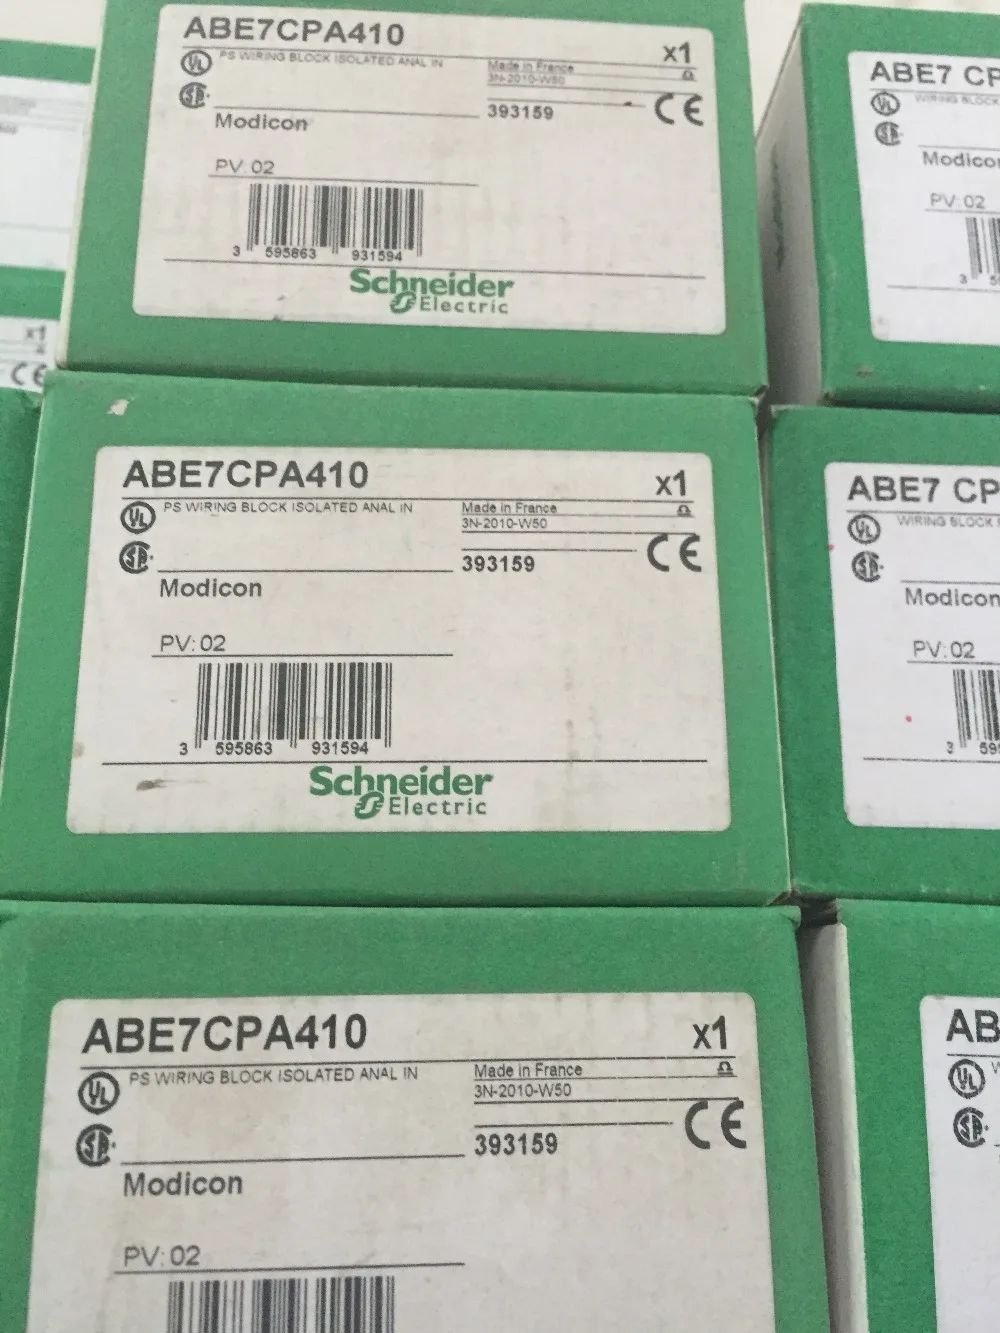 ABE7CPA410
x1
PS WIRING BLOCK ISOLATED ANAL IN
Made in France
3N-2010-W50
393159
Modicon
PV: 02
3 595863 931594
Schneider
Electric
ABE7 CP
WIRING BLOCK
Modicon
PV: 02
3
x1
ABE7CPA410
x1
PS WIRING BLOCK ISOLATED ANAL IN
Made in France
3N-2010-W50
393159
Modicon
PV: 02
3 595863 931594
Schneider
Electric
ABE7 CP
WIRING BLOCK
Modicon
PV: 02
3 59
ABE7CPA410
x1
PS WIRING BLOCK ISOLATED ANAL IN
Made in France
3N-2010-W50
393159
Modicon
PV: 02
AB
W